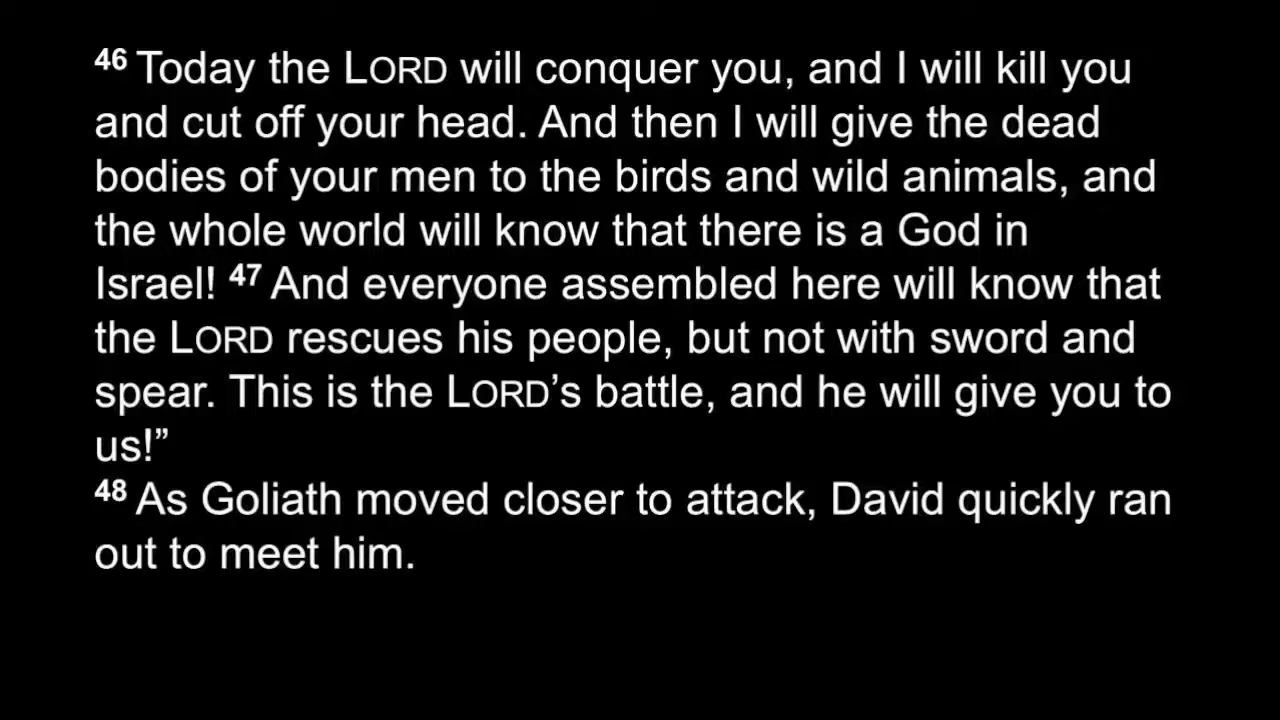 46 Today the LORD will conquer you, and I will kill you
and cut off your head. And then I will give the dead
bodies of your men to the birds and wild animals, and
the whole world will know that there is a God in
Israel! 47 And everyone assembled here will know that
the LORD rescues his people, but not with sword and
spear. This is the LORD’s battle, and he will give you to
us!”
48 As Goliath moved closer to attack, David quickly ran
out to meet him.